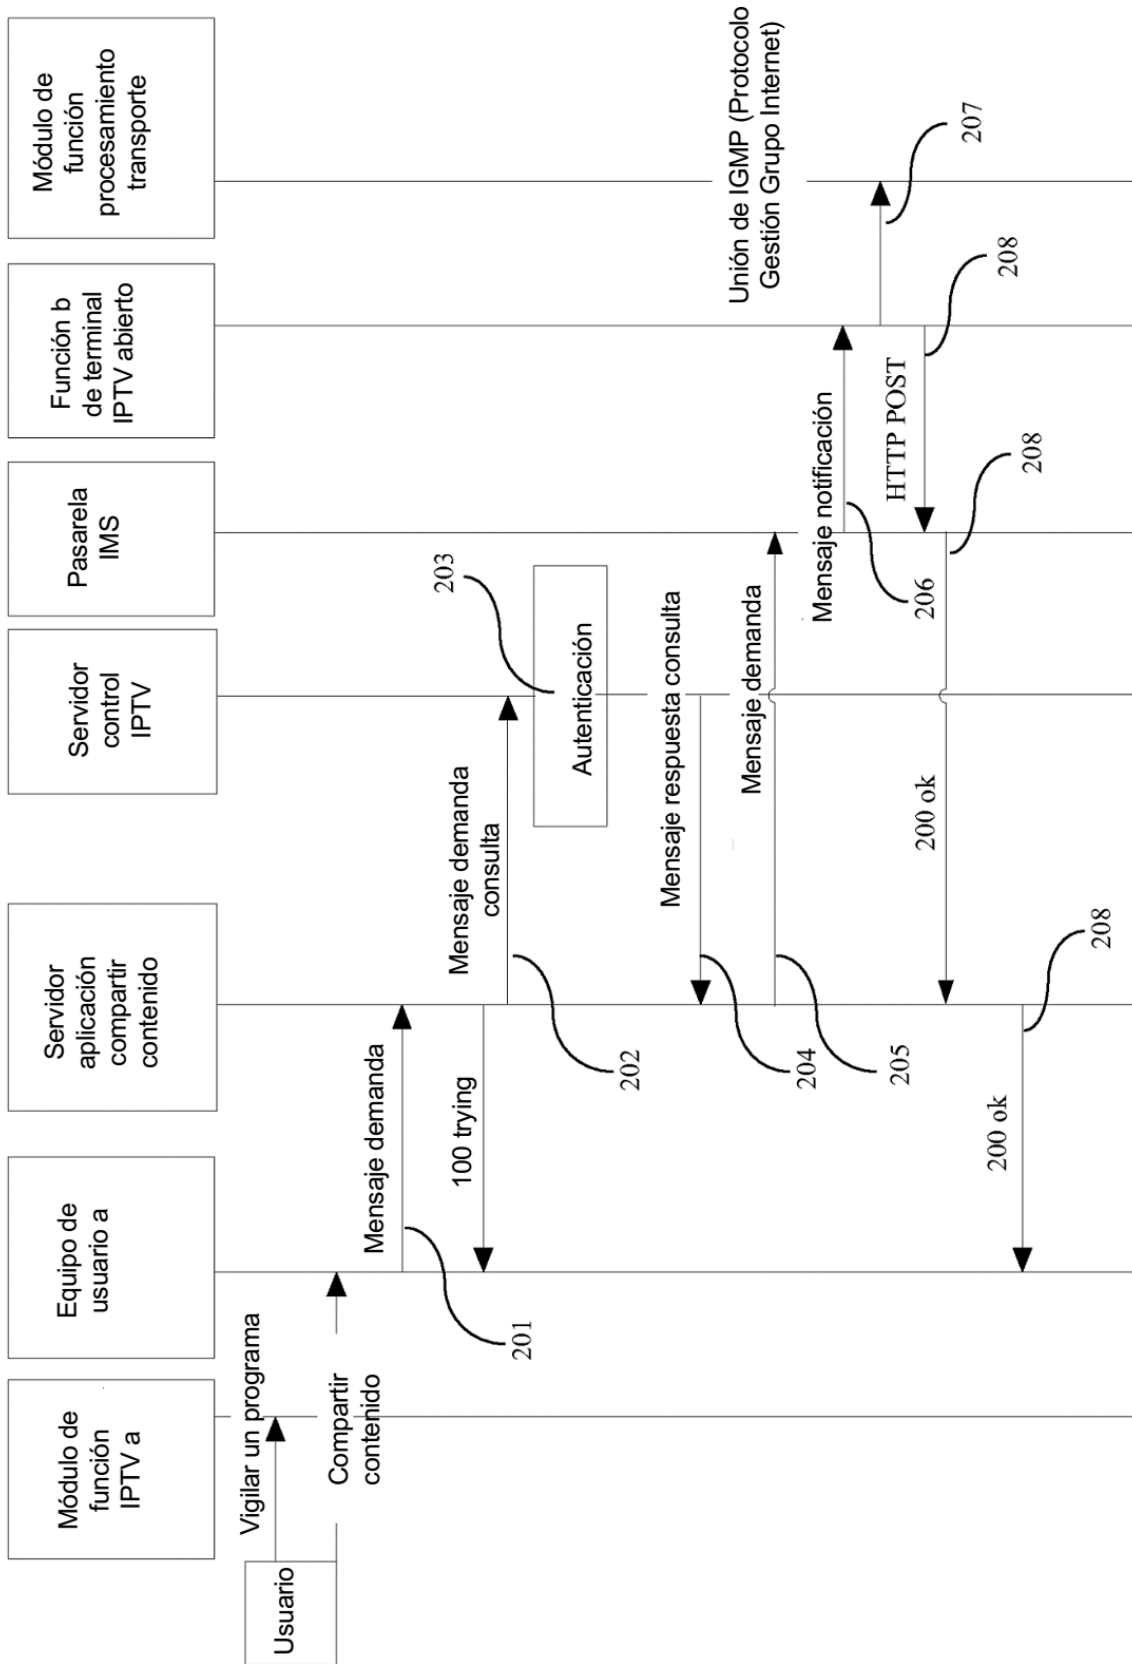 Módulo de
función
IPTV a
Equipo de
usuario a
Servidor
aplicación
compartir
contenido
Servidor
control
IPTV
Pasarela
IMS
Función b
de terminal
IPTV abierto
Módulo de
función
procesamiento
transporte
Usuario
Vigilar un programa
Compartir
contenido
Mensaje demanda
201
100 trying
Mensaje demanda
consulta
202
203
Autenticación
Mensaje respuesta consulta
204
Mensaje demanda
205
Mensaje notificación
206
Unión de IGMP (Protocolo
Gestión Grupo Internet)
207
HTTP POST
208
200 ok
208
200 ok
208